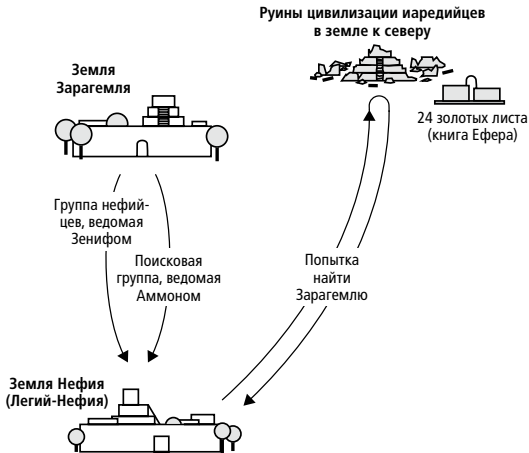 Руины цивилизации иаредийцев
в земле к северу
Земля
Зарагемля
24 золотых листа
(книга Ефера)
Группа нефий-
цев, ведомая
Зенифом
Поисковая
группа, ведомая
Аммоном
Попытка
найти
Зарагемлю
Земля Нефия
(Легий-Нефия)